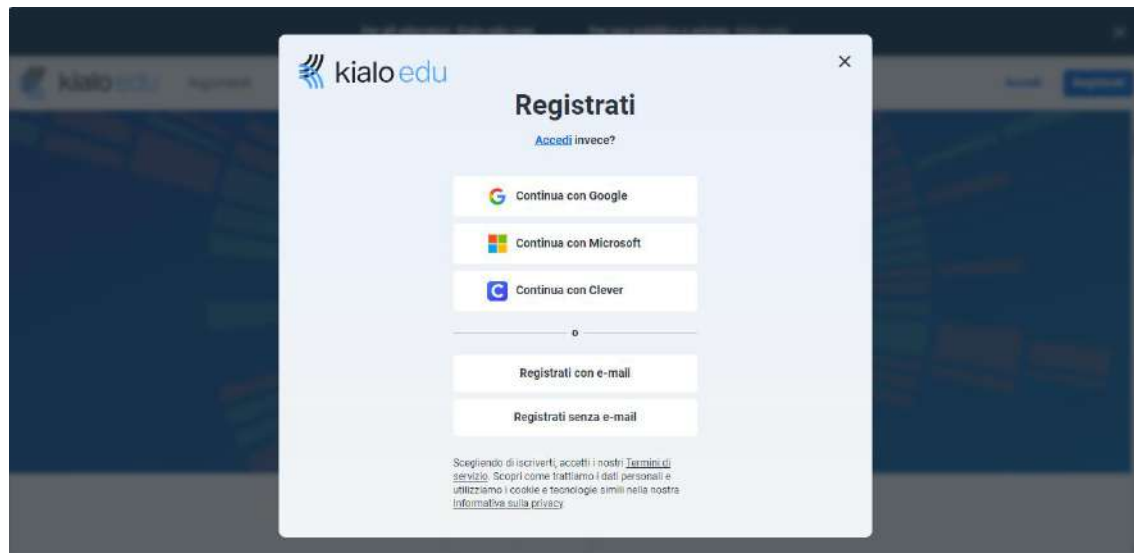 kialo edu
Registrati
Accedi invece?
Continua con Google
Continua con Microsoft
Continua con Clever
o
Registrati con e-mail
Registrati senza e-mail
Scegliendo di iscriverti, accetti i nostri Termini di
servizio. Scopri come trattiamo i dati personali e
utilizziamo i cookie e tecnologie simili nella nostra
Informativa sulla privacy.
kialo edu